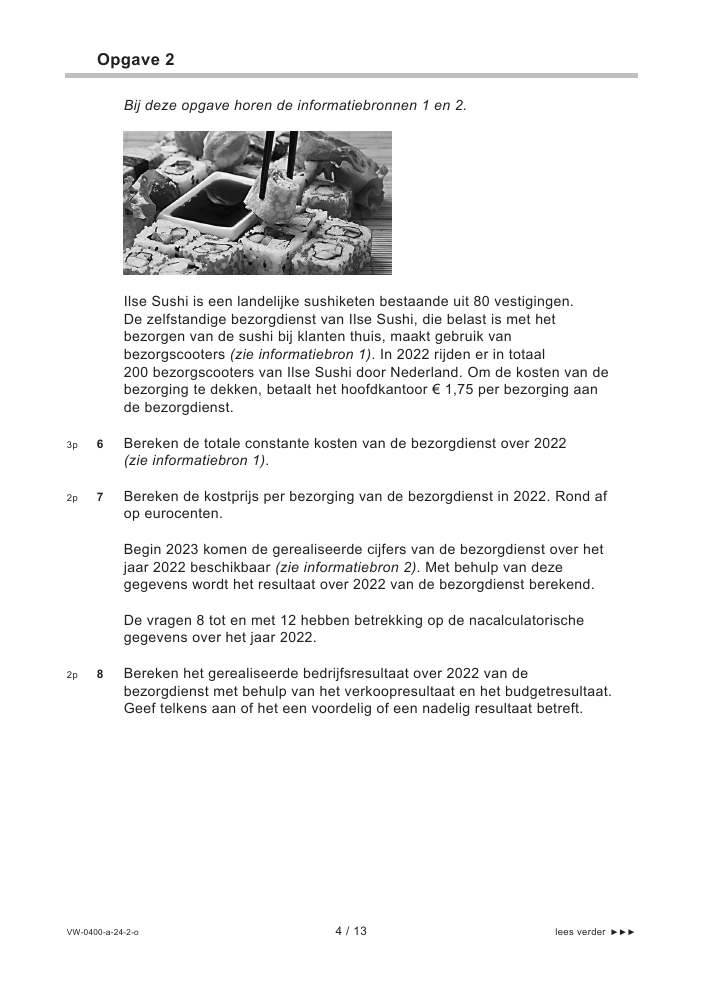 Opgave 2
Bij deze opgave horen de informatiebronnen 1 en 2.
Ilse Sushi is een landelijke sushiketen bestaande uit 80 vestigingen.
De zelfstandige bezorgdienst van Ilse Sushi, die belast is met het
bezorgen van de sushi bij klanten thuis, maakt gebruik van
bezorgscooters (zie informatiebron 1). In 2022 rijden er in totaal
200 bezorgscooters van Ilse Sushi door Nederland. Om de kosten van de
bezorging te dekken, betaalt het hoofdkantoor € 1,75 per bezorging aan
de bezorgdienst.
3p 6 Bereken de totale constante kosten van de bezorgdienst over 2022
(zie informatiebron 1).
2p 7 Bereken de kostprijs per bezorging van de bezorgdienst in 2022. Rond af
op eurocenten.
Begin 2023 komen de gerealiseerde cijfers van de bezorgdienst over het
jaar 2022 beschikbaar (zie informatiebron 2). Met behulp van deze
gegevens wordt het resultaat over 2022 van de bezorgdienst berekend.
De vragen 8 tot en met 12 hebben betrekking op de nacalculatorische
gegevens over het jaar 2022.
2p 8 Bereken het gerealiseerde bedrijfsresultaat over 2022 van de
bezorgdienst met behulp van het verkoopresultaat en het budgetresultaat.
Geef telkens aan of het een voordelig of een nadelig resultaat betreft.
VW-0400-a-24-2-o 4 / 13 lees verder ►►►